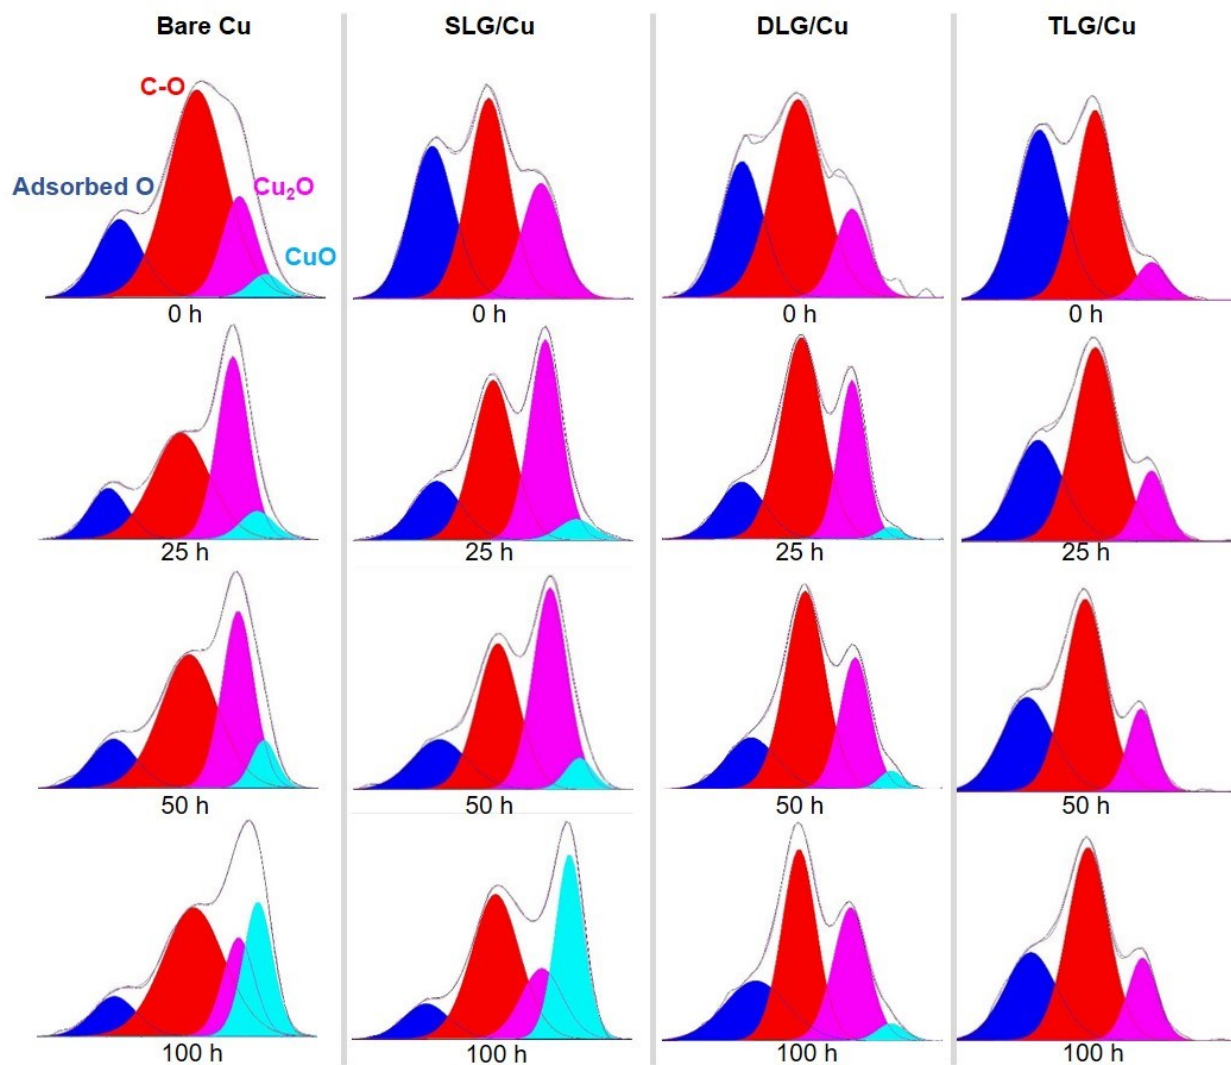 Bare Cu SLG/Cu DLG/Cu TLG/Cu
C-O
Adsorbed O Cu₂O
CuO
0 h 0 h 0 h 0 h
25 h 25 h 25 h 25 h
50 h 50 h 50 h 50 h
100 h 100 h 100 h 100 h